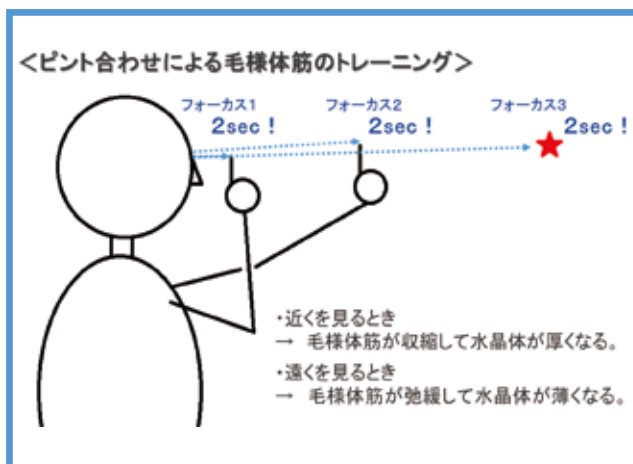 ＜ピント合わせによる毛様体筋のトレーニング＞
フォーカス1
2sec！
フォーカス2
2sec！
フォーカス3
2sec！
・近くを見るとき
→ 毛様体筋が収縮して水晶体が厚くなる。
・遠くを見るとき
→ 毛様体筋が弛緩して水晶体が薄くなる。